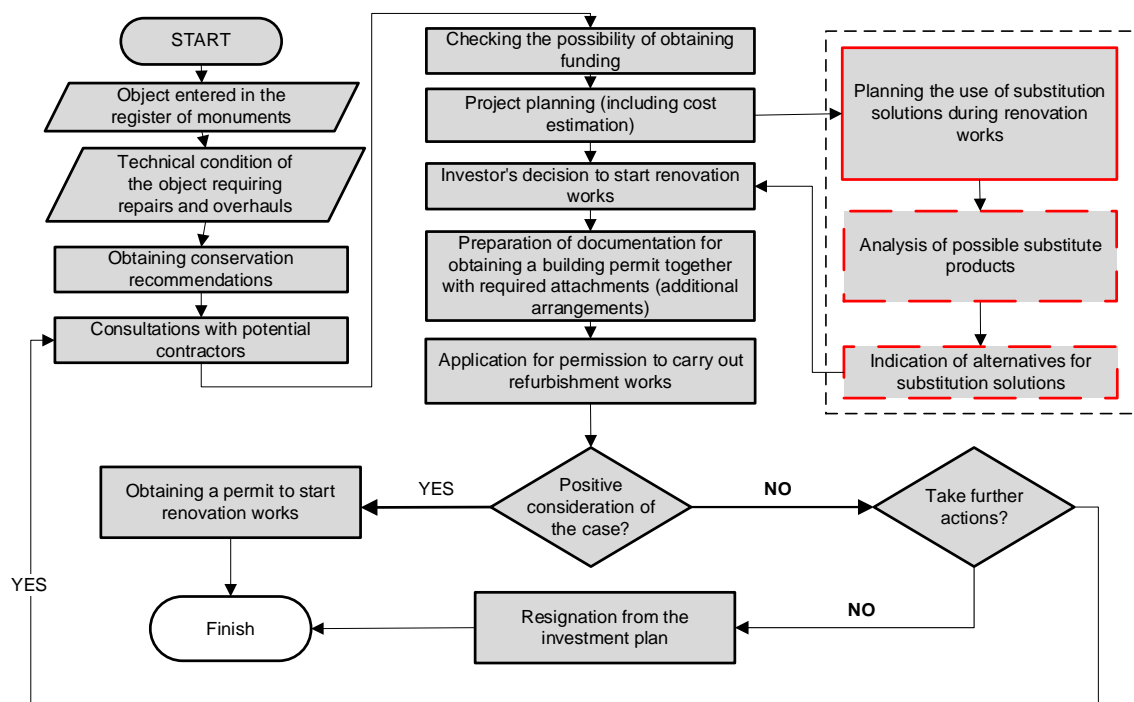 START
Object entered in the
register of monuments
Technical condition of
the object requiring
repairs and overhauls
Obtaining conservation
recommendations
Consultations with potential
contractors
Checking the possibility of obtaining
funding
Project planning (including cost
estimation)
Investor's decision to start renovation
works
Preparation of documentation for
obtaining a building permit together
with required attachments (additional
arrangements)
Application for permission to carry out
refurbishment works
Planning the use of substitution
solutions during renovation
works
Analysis of possible substitute
products
Indication of alternatives for
substitution solutions
Positive
consideration of
the case?
YES
NO
Obtaining a permit to start
renovation works
Take further
actions?
YES
NO
Resignation from the
investment plan
Finish